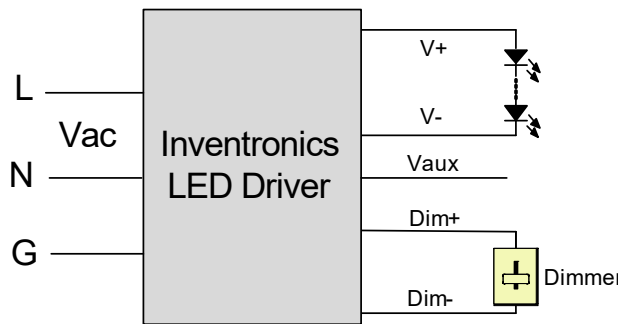 L
Vac
N
G
Inventronics
LED Driver
V+
V-
Vaux
Dim+
Dim-
Dimmer